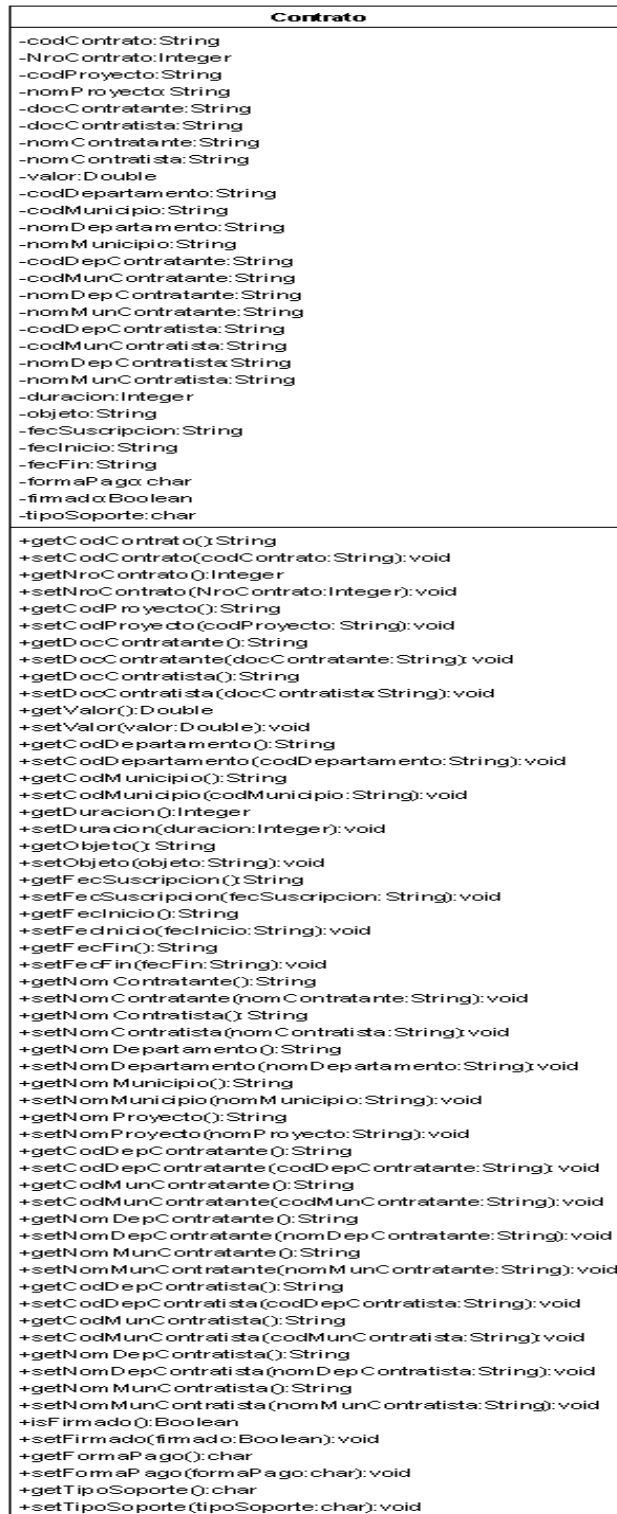 Contrato
-codContrato:String
-NroContrato:Integer
-codProyecto:String
-nomProyecto:String
-docContratante:String
-docContratista:String
-nomContratante:String
-nomContratista:String
-valor:Double
-codDepartamento:String
-codMunicipio:String
-nomDepartamento:String
-nomMunicipio:String
-codDepContratante:String
-codMunContratante:String
-nomDepContratante:String
-nomMunContratante:String
-codDepContratista:String
-codMunContratista:String
-nomDepContratista:String
-nomMunContratista:String
-duracion:Integer
-objeto:String
-fecSuscripcion:String
-fecInicio:String
-fecFin:String
-formaPago:char
-firmado:Boolean
-tipoSoporte:char
+getCodContrato():String
+setCodContrato(codContrato:String):void
+getNroContrato():Integer
+setNroContrato(NroContrato:Integer):void
+getCodProyecto():String
+setCodProyecto(codProyecto: String):void
+getDocContratante():String
+setDocContratante(docContratante:String): void
+getDocContratista():String
+setDocContratista(docContratista:String):void
+getValor():Double
+setValor(valor:Double):void
+getCodDepartamento():String
+setCodDepartamento(codDepartamento:String):void
+getCodMunicipio():String
+setCodMunicipio(codMunicipio:String):void
+getDuracion():Integer
+setDuracion(duracion:Integer):void
+getObjeto():String
+setObjeto(objeto:String):void
+getFecSuscripcion():String
+setFecSuscripcion(fecSuscripcion: String):void
+getFecInicio():String
+setFecInicio(fecInicio:String):void
+getFecFin():String
+setFecFin(fecFin:String):void
+getNomContratante():String
+setNomContratante(nomContratante:String):void
+getNomContratista():String
+setNomContratista(nomContratista:String):void
+getNomDepartamento():String
+setNomDepartamento(nomDepartamento:String):void
+getNomMunicipio():String
+setNomMunicipio(nomMunicipio:String):void
+getNomProyecto():String
+setNomProyecto(nomProyecto:String):void
+getCodDepContratante():String
+setCodDepContratante(codDepContratante:String):void
+getCodMunContratante():String
+setCodMunContratante(codMunContratante:String):void
+getNomDepContratante():String
+setNomDepContratante(nomDepContratante:String):void
+getNomMunContratante():String
+setNomMunContratante(nomMunContratante:String):void
+getCodDepContratista():String
+setCodDepContratista(codDepContratista:String):void
+getCodMunContratista():String
+setCodMunContratista(codMunContratista:String):void
+getNomDepContratista():String
+setNomDepContratista(nomDepContratista:String):void
+getNomMunContratista():String
+setNomMunContratista(nomMunContratista:String):void
+isFirmado():Boolean
+setFirmado(firmado:Boolean):void
+getFormaPago():char
+setFormaPago(formaPago:char):void
+getTipoSoporte():char
+setTipoSoporte(tipoSoporte:char):void